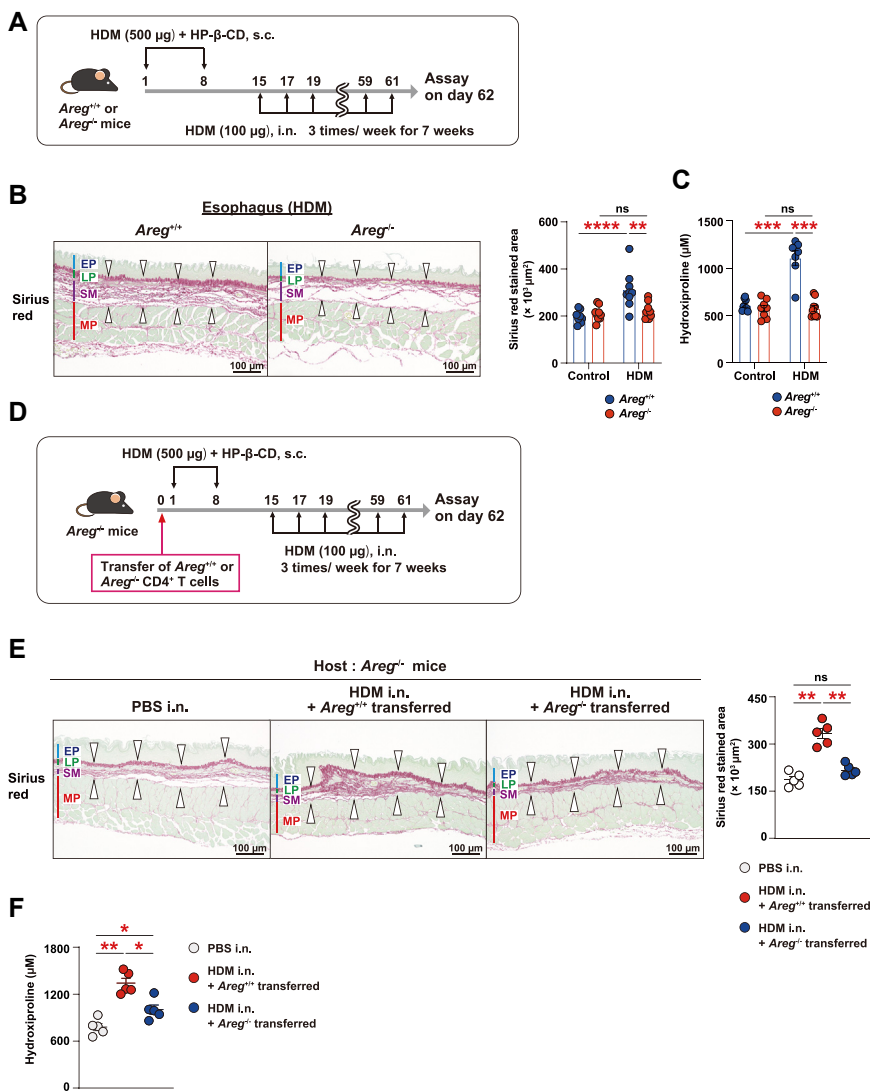 A
HDM (500 µg) + HP-β-CD, s.c.
1 8 15 17 19 59 61
Assay
on day 62
Areg+/+ or
Areg-/- mice
HDM (100 µg), i.n. 3 times/ week for 7 weeks
B
Esophagus (HDM)
Areg+/+ Areg-/-
Sirius
red
EP
LP
SM
MP
EP
LP
SM
MP
100 µm 100 µm
ns
**** **
Sirius red stained area
(× 10³ µm²)
600
400
200
0
Control HDM
Areg+/+
Areg-/-
C
ns
*** ***
Hydroxiproline (µM)
1500
1000
500
0
Control HDM
Areg+/+
Areg-/-
D
HDM (500 µg) + HP-β-CD, s.c.
0 1 8 15 17 19 59 61
Assay
on day 62
Areg-/- mice
HDM (100 µg), i.n.
3 times/ week for 7 weeks
Transfer of Areg+/+ or
Areg-/- CD4+ T cells
E
Host : Areg-/- mice
PBS i.n.
HDM i.n.
+ Areg+/+ transferred
HDM i.n.
+ Areg-/- transferred
Sirius
red
EP
LP
SM
MP
EP
LP
SM
MP
EP
LP
SM
MP
100 µm 100 µm 100 µm
ns
** **
Sirius red stained area
(× 10³ µm²)
450
300
150
0
PBS i.n.
HDM i.n.
+ Areg+/+ transferred
HDM i.n.
+ Areg-/- transferred
F
*
** *
Hydroxiproline (µM)
1800
1200
600
0
PBS i.n.
HDM i.n.
+ Areg+/+ transferred
HDM i.n.
+ Areg-/- transferred